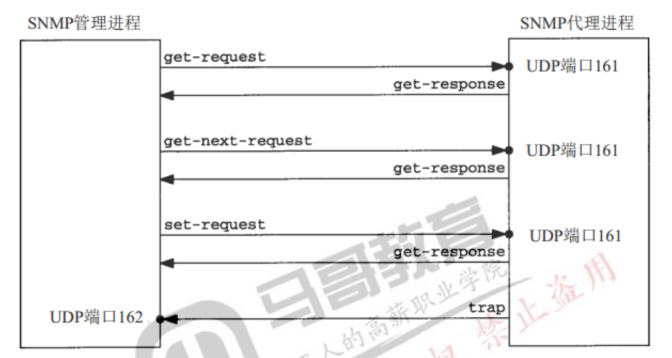 SNMP管理进程
SNMP代理进程
get-request
UDP端口161
get-response
get-next-request
UDP端口161
get-response
set-request
UDP端口161
get-response
UDP端口162
trap
马哥教育
人的高薪职业学院
禁止盗用